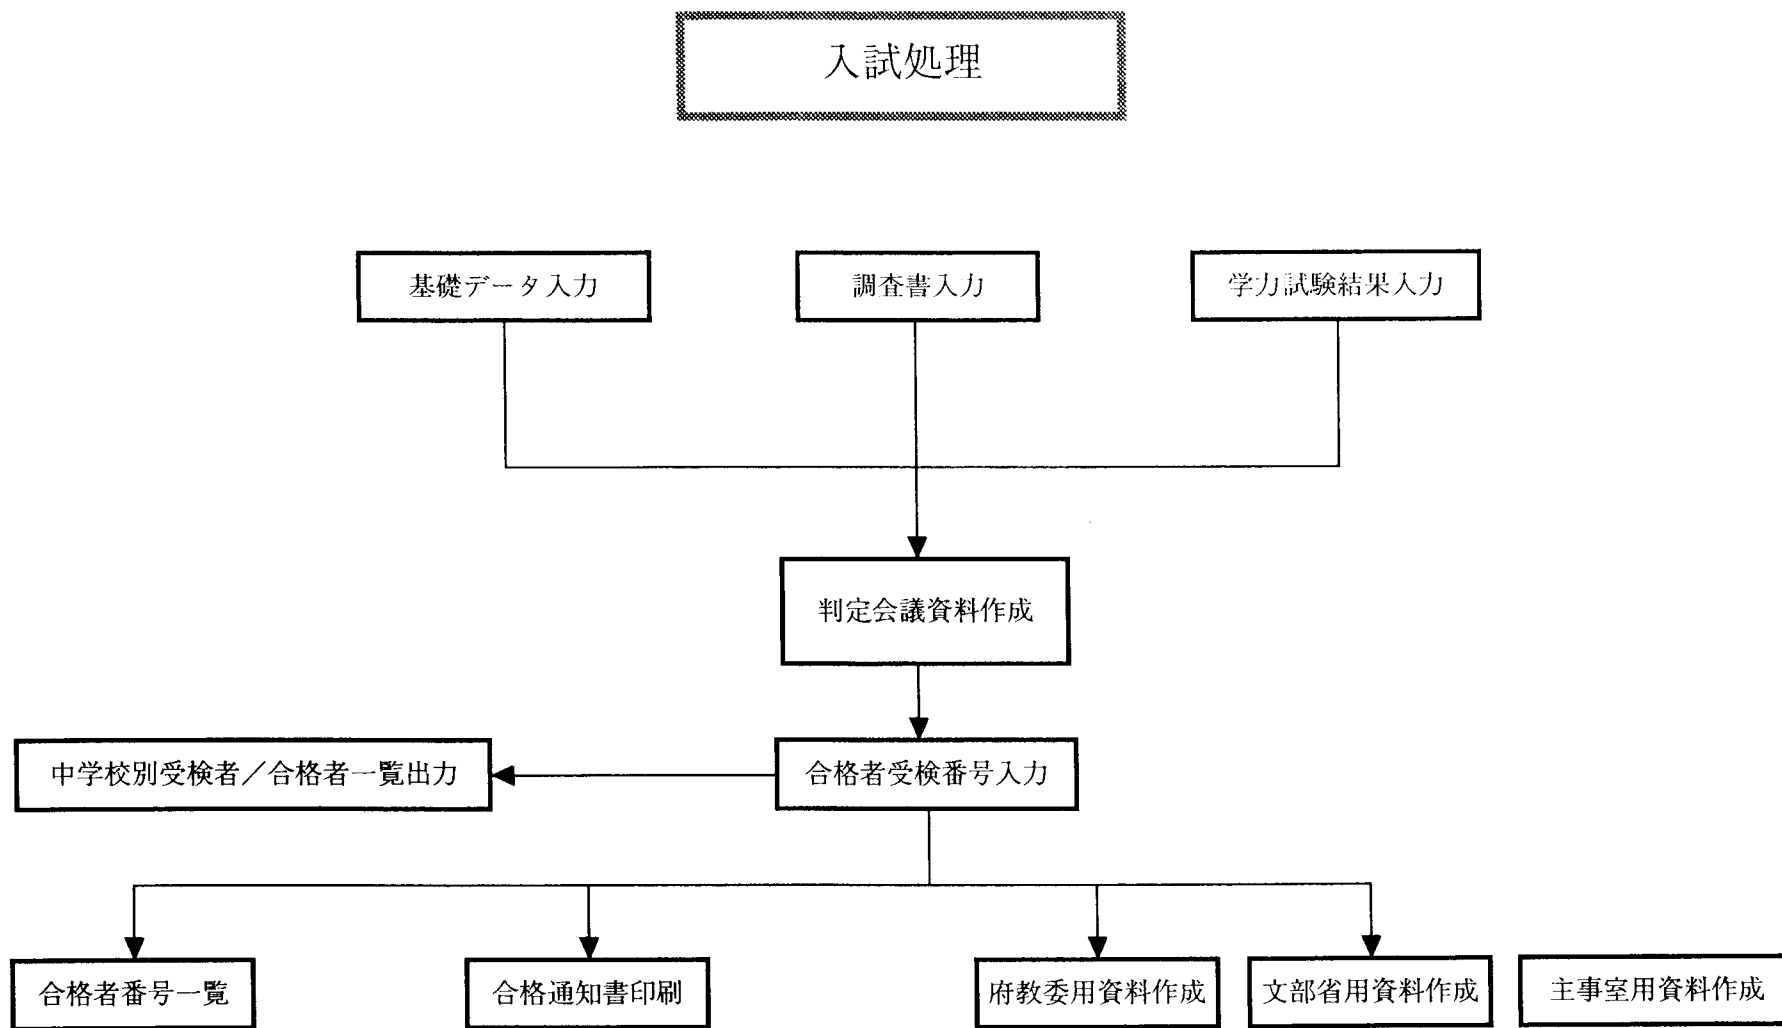 入試処理
基礎データ入力
調査書入力
学力試験結果入力
判定会議資料作成
中学校別受検者／合格者一覧出力
合格者受検番号入力
合格者番号一覧
合格通知書印刷
府教委用資料作成
文部省用資料作成
主事室用資料作成